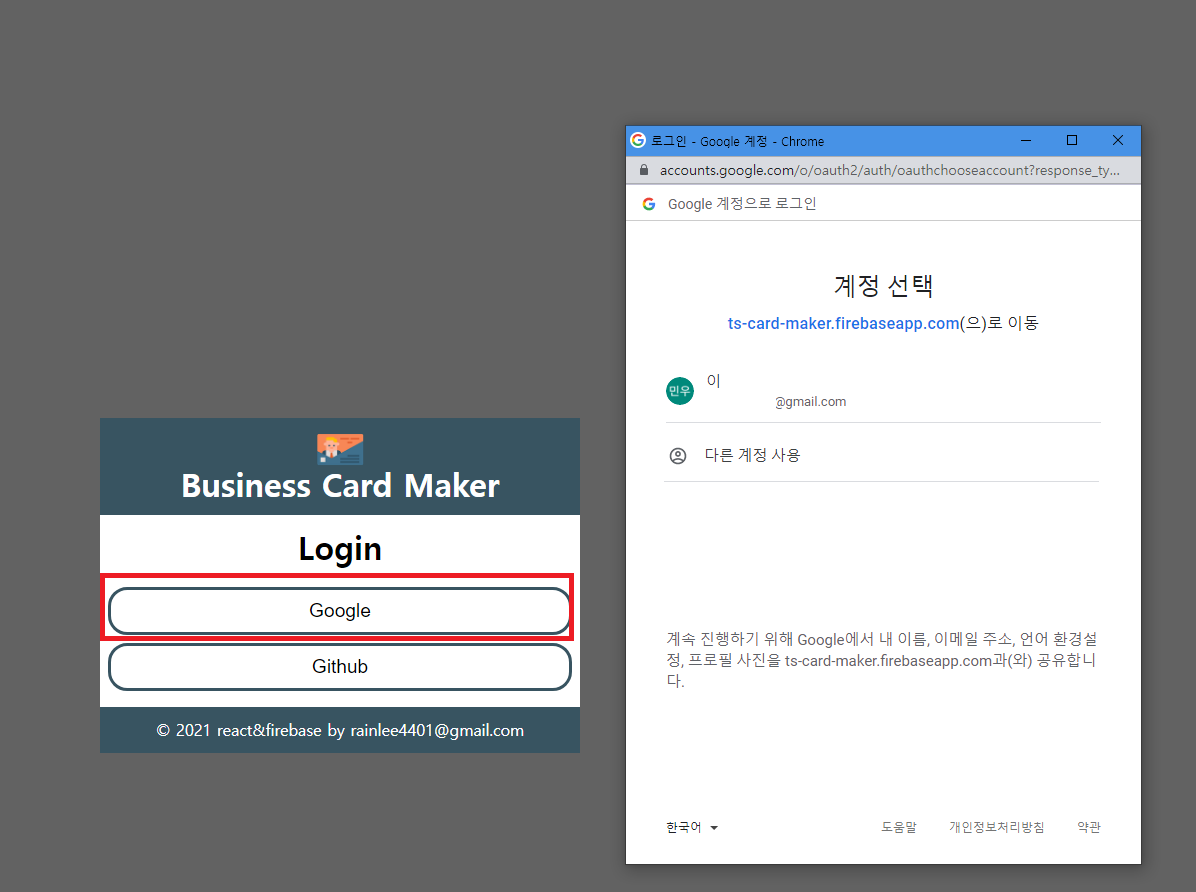 Business Card Maker
Login
Google
Github
© 2021 react&firebase by rainlee4401@gmail.com
로그인 - Google 계정 - Chrome
accounts.google.com/o/oauth2/auth/oauthchooseaccount?response_ty...
Google 계정으로 로그인
계정 선택
ts-card-maker.firebaseapp.com(으)로 이동
민우
이
@gmail.com
다른 계정 사용
계속 진행하기 위해 Google에서 내 이름, 이메일 주소, 언어 환경설
정, 프로필 사진을 ts-card-maker.firebaseapp.com과(와) 공유합니
다.
한국어
도움말 개인정보처리방침 약관